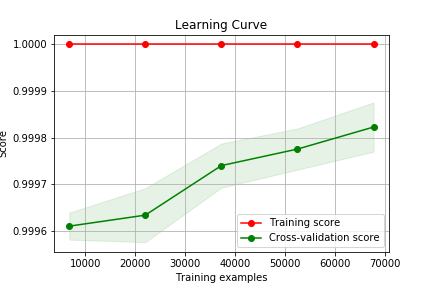 Learning Curve
1.0000
0.9999
0.9998
0.9997
0.9996
Score
Training score
Cross-validation score
10000 20000 30000 40000 50000 60000 70000
Training examples